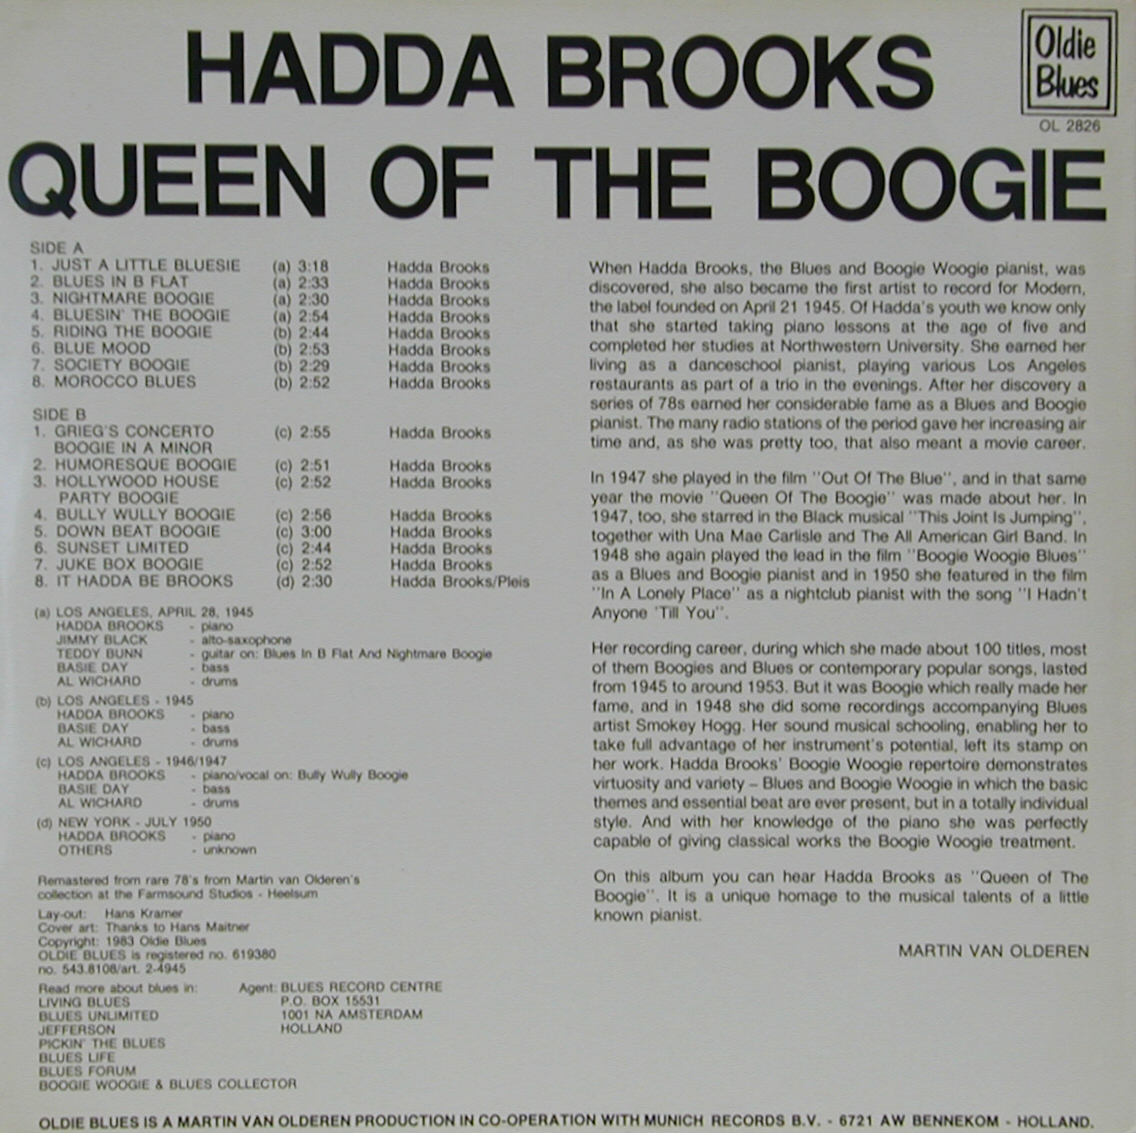 HADDA BROOKS
Oldie
Blues
OL 2826
QUEEN OF THE BOOGIE
SIDE A
1. JUST A LITTLE BLUESIE (a) 3:18 Hadda Brooks
2. BLUES IN B FLAT (a) 2:33 Hadda Brooks
3. NIGHTMARE BOOGIE (a) 2:30 Hadda Brooks
4. BLUESIN' THE BOOGIE (a) 2:54 Hadda Brooks
5. RIDING THE BOOGIE (b) 2:44 Hadda Brooks
6. BLUE MOOD (b) 2:53 Hadda Brooks
7. SOCIETY BOOGIE (b) 2:29 Hadda Brooks
8. MOROCCO BLUES (b) 2:52 Hadda Brooks
SIDE B
1. GRIEG'S CONCERTO (c) 2:55 Hadda Brooks
BOOGIE IN A MINOR
2. HUMORESQUE BOOGIE (c) 2:51 Hadda Brooks
3. HOLLYWOOD HOUSE (c) 2:52 Hadda Brooks
PARTY BOOGIE
4. BULLY WULLY BOOGIE (c) 2:56 Hadda Brooks
5. DOWN BEAT BOOGIE (c) 3:00 Hadda Brooks
6. SUNSET LIMITED (c) 2:44 Hadda Brooks
7. JUKE BOX BOOGIE (c) 2:52 Hadda Brooks
8. IT HADDA BE BROOKS (d) 2:30 Hadda Brooks/Pleis
(a) LOS ANGELES, APRIL 28, 1945
HADDA BROOKS - piano
JIMMY BLACK - alto-saxophone
TEDDY BUNN - guitar on: Blues In B Flat And Nightmare Boogie
BASIE DAY - bass
AL WICHARD - drums
(b) LOS ANGELES - 1945
HADDA BROOKS - piano
BASIE DAY - bass
AL WICHARD - drums
(c) LOS ANGELES - 1946/1947
HADDA BROOKS - piano/vocal on: Bully Wully Boogie
BASIE DAY - bass
AL WICHARD - drums
(d) NEW YORK - JULY 1950
HADDA BROOKS - piano
OTHERS - unknown
Remastered from rare 78's from Martin van Olderen's
collection at the Farmsound Studios - Heelsum
Lay-out: Hans Kramer
Cover art: Thanks to Hans Maitner
Copyright: 1983 Oldie Blues
OLDIE BLUES is registered no. 619380
no. 543.8108/art. 2-4945
Read more about blues in:
LIVING BLUES
BLUES UNLIMITED
JEFFERSON
PICKIN' THE BLUES
BLUES LIFE
BLUES FORUM
BOOGIE WOOGIE & BLUES COLLECTOR
Agent: BLUES RECORD CENTRE
P.O. BOX 15531
1001 NA AMSTERDAM
HOLLAND
When Hadda Brooks, the Blues and Boogie Woogie pianist, was
discovered, she also became the first artist to record for Modern,
the label founded on April 21 1945. Of Hadda's youth we know only
that she started taking piano lessons at the age of five and
completed her studies at Northwestern University. She earned her
living as a danceschool pianist, playing various Los Angeles
restaurants as part of a trio in the evenings. After her discovery a
series of 78s earned her considerable fame as a Blues and Boogie
pianist. The many radio stations of the period gave her increasing air
time and, as she was pretty too, that also meant a movie career.
In 1947 she played in the film "Out Of The Blue", and in that same
year the movie "Queen Of The Boogie" was made about her. In
1947, too, she starred in the Black musical "This Joint Is Jumping",
together with Una Mae Carlisle and The All American Girl Band. In
1948 she again played the lead in the film "Boogie Woogie Blues"
as a Blues and Boogie pianist and in 1950 she featured in the film
"In A Lonely Place" as a nightclub pianist with the song "I Hadn't
Anyone 'Till You".
Her recording career, during which she made about 100 titles, most
of them Boogies and Blues or contemporary popular songs, lasted
from 1945 to around 1953. But it was Boogie which really made her
fame, and in 1948 she did some recordings accompanying Blues
artist Smokey Hogg. Her sound musical schooling, enabling her to
take full advantage of her instrument's potential, left its stamp on
her work. Hadda Brooks' Boogie Woogie repertoire demonstrates
virtuosity and variety – Blues and Boogie Woogie in which the basic
themes and essential beat are ever present, but in a totally individual
style. And with her knowledge of the piano she was perfectly
capable of giving classical works the Boogie Woogie treatment.
On this album you can hear Hadda Brooks as "Queen of The
Boogie". It is a unique homage to the musical talents of a little
known pianist.
MARTIN VAN OLDEREN
OLDIE BLUES IS A MARTIN VAN OLDEREN PRODUCTION IN CO-OPERATION WITH MUNICH RECORDS B.V. - 6721 AW BENNEKOM - HOLLAND.